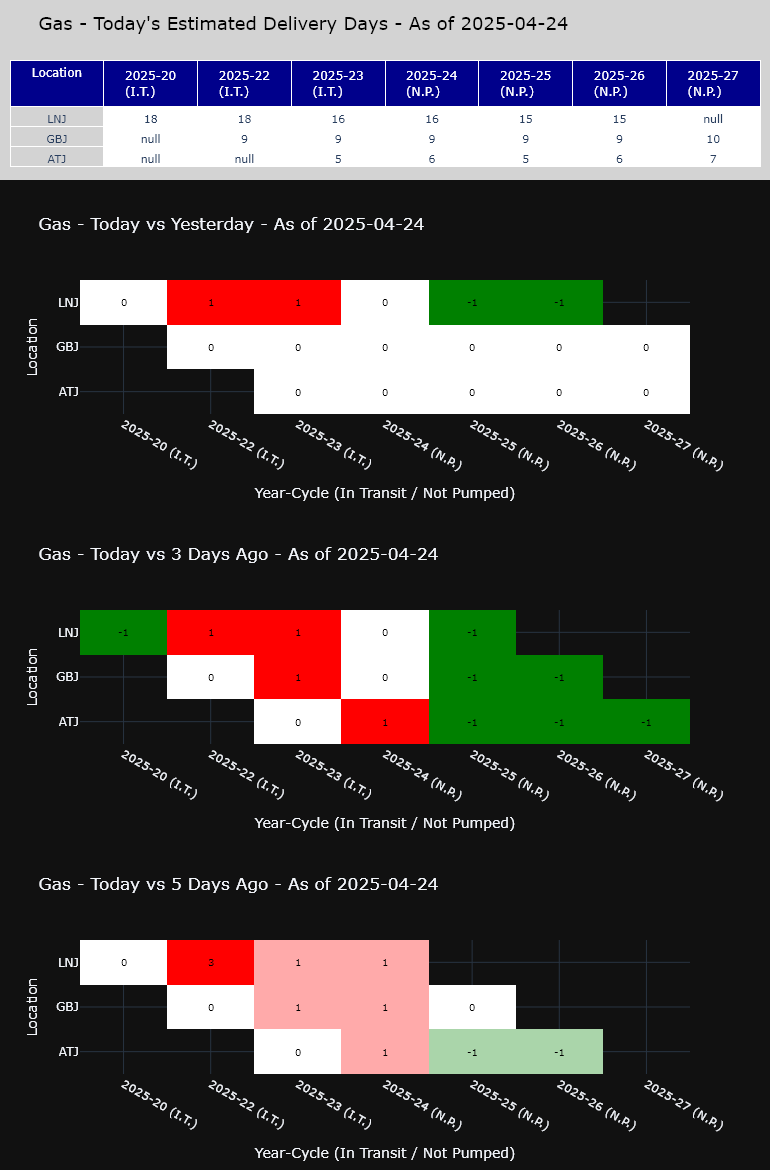 Gas - Today's Estimated Delivery Days - As of 2025-04-24
Location 2025-20 (I.T.) 2025-22 (I.T.) 2025-23 (I.T.) 2025-24 (N.P.) 2025-25 (N.P.) 2025-26 (N.P.) 2025-27 (N.P.)
LNJ 18 18 16 16 15 15 null
GBJ null 9 9 9 9 9 10
ATJ null null 5 6 5 6 7
Gas - Today vs Yesterday - As of 2025-04-24
Location
LNJ 0 1 1 0 -1 -1
GBJ 0 0 0 0 0 0
ATJ 0 0 0 0 0
2025-20 (I.T.) 2025-22 (I.T.) 2025-23 (I.T.) 2025-24 (N.P.) 2025-25 (N.P.) 2025-26 (N.P.) 2025-27 (N.P.)
Year-Cycle (In Transit / Not Pumped)
Gas - Today vs 3 Days Ago - As of 2025-04-24
Location
LNJ -1 1 1 0 -1
GBJ 0 1 0 -1 -1
ATJ 0 1 -1 -1 -1
2025-20 (I.T.) 2025-22 (I.T.) 2025-23 (I.T.) 2025-24 (N.P.) 2025-25 (N.P.) 2025-26 (N.P.) 2025-27 (N.P.)
Year-Cycle (In Transit / Not Pumped)
Gas - Today vs 5 Days Ago - As of 2025-04-24
Location
LNJ 0 3 1 1
GBJ 0 1 1 0
ATJ 0 1 -1 -1
2025-20 (I.T.) 2025-22 (I.T.) 2025-23 (I.T.) 2025-24 (N.P.) 2025-25 (N.P.) 2025-26 (N.P.) 2025-27 (N.P.)
Year-Cycle (In Transit / Not Pumped)